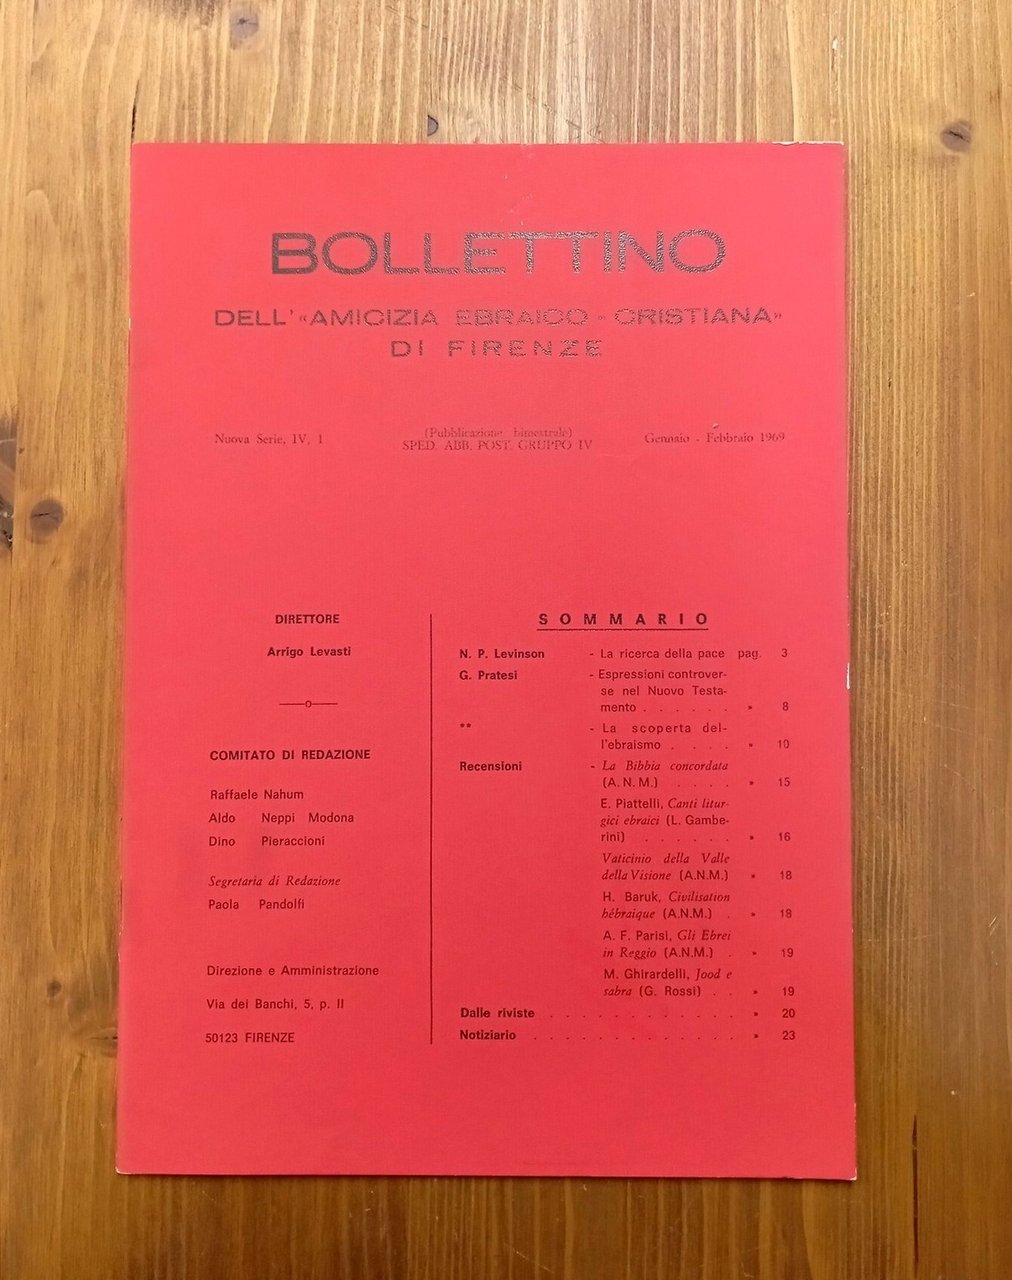 BOLLETTINO
DELL'«AMICIZIA EBRAICO - CRISTIANA»
DI FIRENZE
Nuova Serie, IV, 1
(Pubblicazione bimestrale)
SPED. ABB. POST. GRUPPO IV
Gennaio - Febbraio 1969
DIRETTORE
Arrigo Levasti
—o—
COMITATO DI REDAZIONE
Raffaele Nahum
Aldo Neppi Modona
Dino Pieraccioni
Segretaria di Redazione
Paola Pandolfi
Direzione e Amministrazione
Via dei Banchi, 5, p. II
50123 FIRENZE
SOMMARIO
N. P. Levinson - La ricerca della pace pag. 3
G. Pratesi - Espressioni controver-
se nel Nuovo Testa-
mento . . . . . . » 8
** - La scoperta del-
l'ebraismo . . . . » 10
Recensioni - La Bibbia concordata
(A. N. M.) . . . . » 15
E. Piattelli, Canti litur-
gici ebraici (L. Gambe-
rini) . . . . . . » 16
Vaticinio della Valle
della Visione (A.N.M.) » 18
H. Baruk, Civilisation
hébraïque (A.N.M.) . » 18
A. F. Parisi, Gli Ebrei
in Reggio (A.N.M.) . » 19
M. Ghirardelli, Jood e
sabra (G. Rossi) . . » 19
Dalle riviste . . . . . . . . . . . . » 20
Notiziario . . . . . . . . . . . . . » 23